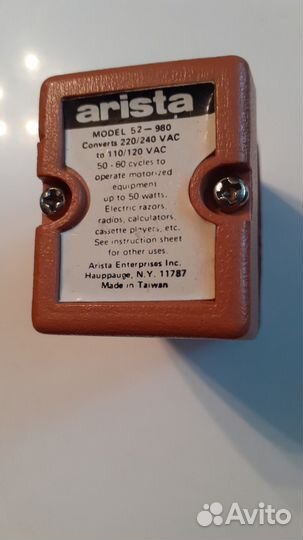 arista
MODEL 52-980
Converts 220/240 VAC
to 110/120 VAC
50-60 cycles to
operate motorized
equipment
up to 50 watts.
Electric razors,
radios, calculators,
cassette players, etc.
See instruction sheet
for other uses.
Arista Enterprises Inc.
Hauppauge, N.Y. 11787
Made in Taiwan
Avito